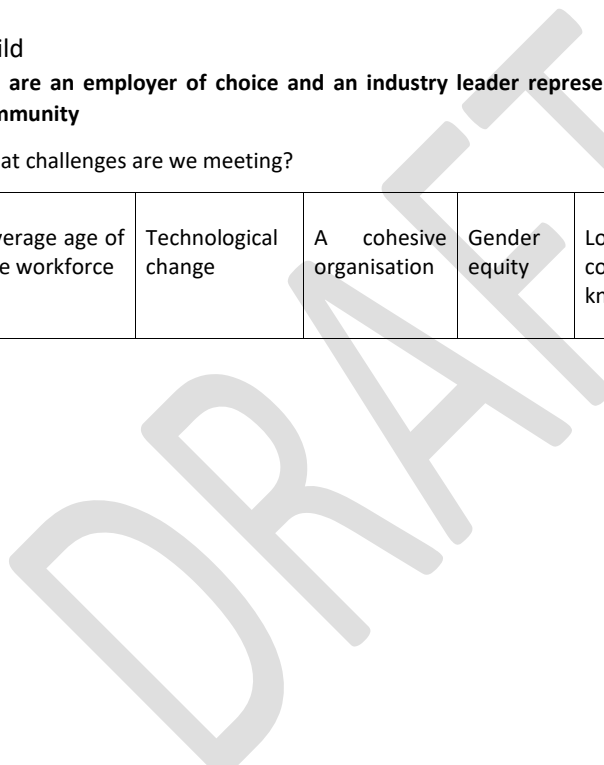 ild
are an employer of choice and an industry leader represe
mmunity
at challenges are we meeting?
verage age of
e workforce
Technological
change
A cohesive
organisation
Gender
equity
Lo
co
kn
DRAFT